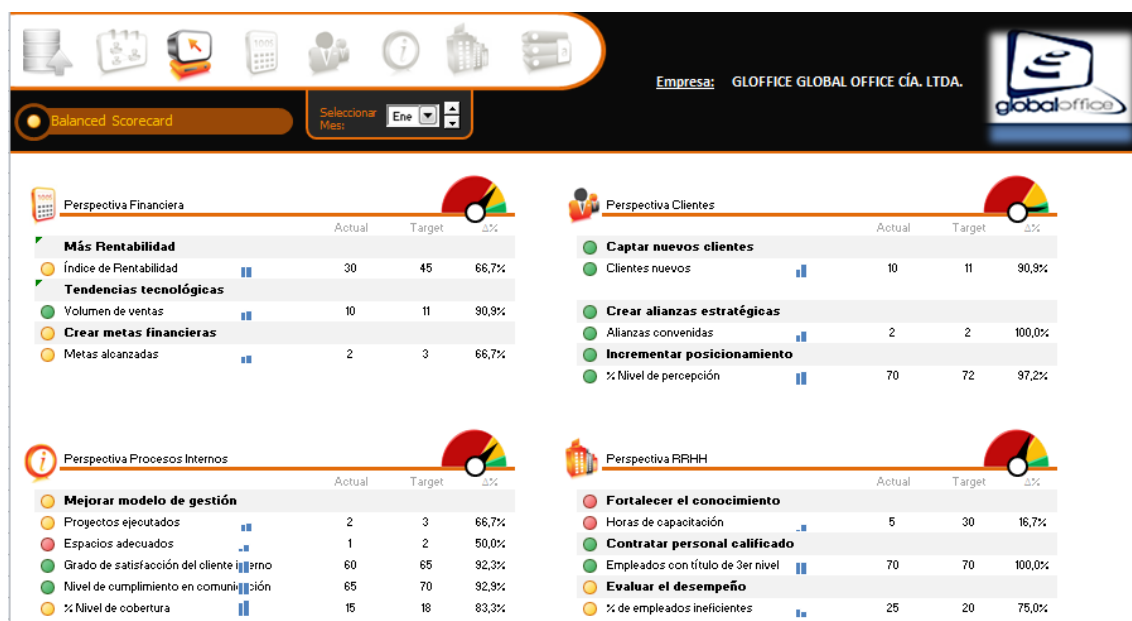 Empresa: GLOFFICE GLOBAL OFFICE CÍA. LTDA.
globaloffice
Balanced Scorecard
Seleccionar Mes: Ene
Perspectiva Financiera
Actual Target Δ%
Más Rentabilidad
Índice de Rentabilidad 30 45 66,7%
Tendencias tecnológicas
Volumen de ventas 10 11 90,9%
Crear metas financieras
Metas alcanzadas 2 3 66,7%
Perspectiva Clientes
Actual Target Δ%
Captar nuevos clientes
Clientes nuevos 10 11 90,9%
Crear alianzas estratégicas
Alianzas convenidas 2 2 100,0%
Incrementar posicionamiento
% Nivel de percepción 70 72 97,2%
Perspectiva Procesos Internos
Actual Target Δ%
Mejorar modelo de gestión
Proyectos ejecutados 2 3 66,7%
Espacios adecuados 1 2 50,0%
Grado de satisfacción del cliente interno 60 65 92,3%
Nivel de cumplimiento en comunicación 65 70 92,9%
% Nivel de cobertura 15 18 83,3%
Perspectiva RRHH
Actual Target Δ%
Fortalecer el conocimiento
Horas de capacitación 5 30 16,7%
Contratar personal calificado
Empleados con título de 3er nivel 70 70 100,0%
Evaluar el desempeño
% de empleados ineficientes 25 20 75,0%